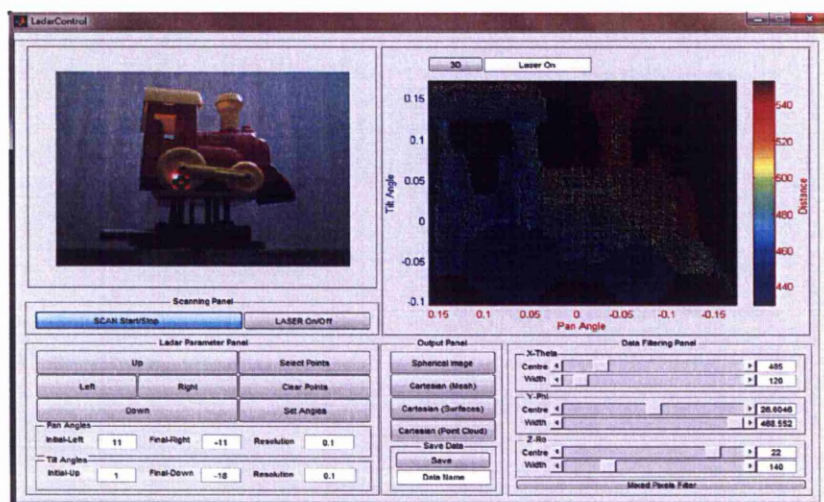 LadarControl
3D Laser On
0.15
0.1
0.05
0
-0.05
-0.1
Tilt Angle
0.15 0.1 0.05 0 -0.05 -0.1 -0.15
Pan Angle
540
520
500
480
460
440
Distance
Scanning Panel
SCAN Start/Stop LASER On/Off
Ladar Parameter Panel
Up Select Points
Left Right Clear Points
Down Set Angles
Pan Angles
Initial-Left 11 Final-Right -11 Resolution 0.1
Tilt Angles
Initial-Up 1 Final-Down -18 Resolution 0.1
Output Panel
Spherical Image
Cartesian (Mesh)
Cartesian (Surfaces)
Cartesian (Point Cloud)
Save Data
Save
Data Name
Data Filtering Panel
X-Theta
Centre 485
Width 120
Y-Phi
Centre 26.6046
Width 468.552
Z-Ro
Centre 22
Width 140
Mixed Pixels Filter